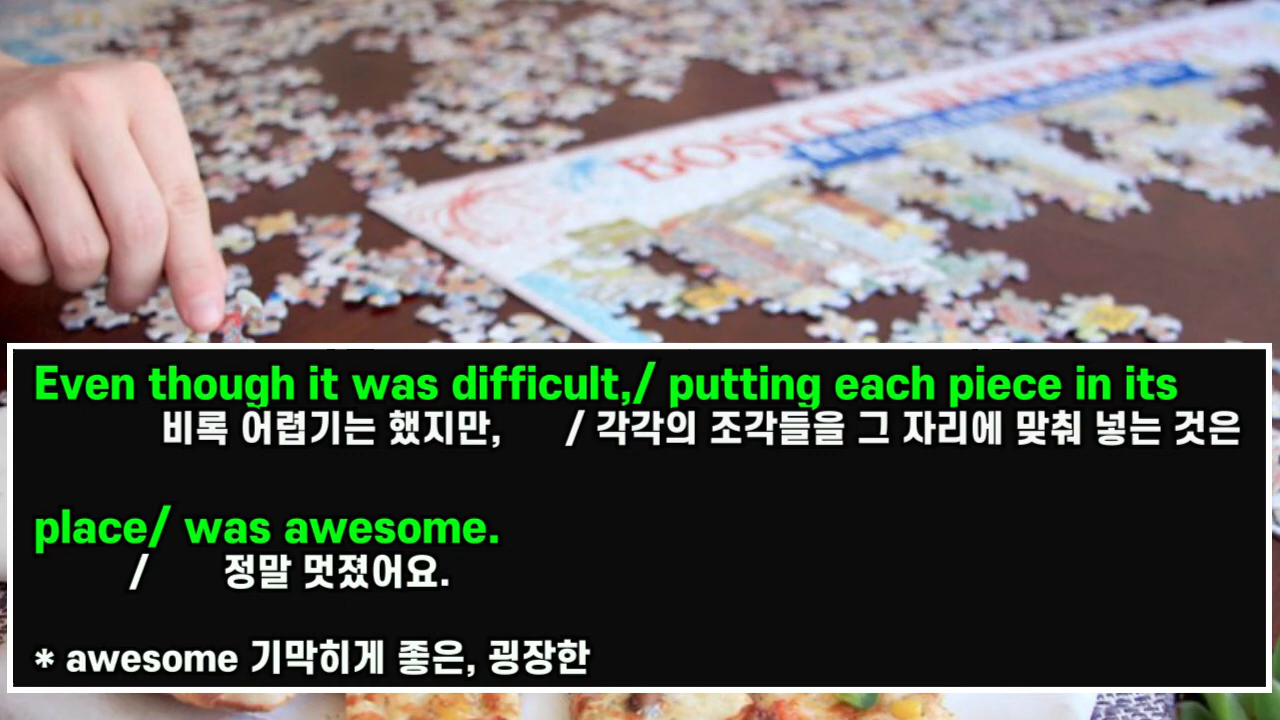 BOSTON
Even though it was difficult,/ putting each piece in its
비록 어렵기는 했지만, / 각각의 조각들을 그 자리에 맞춰 넣는 것은
place/ was awesome.
/ 정말 멋졌어요.
* awesome 기막히게 좋은, 굉장한